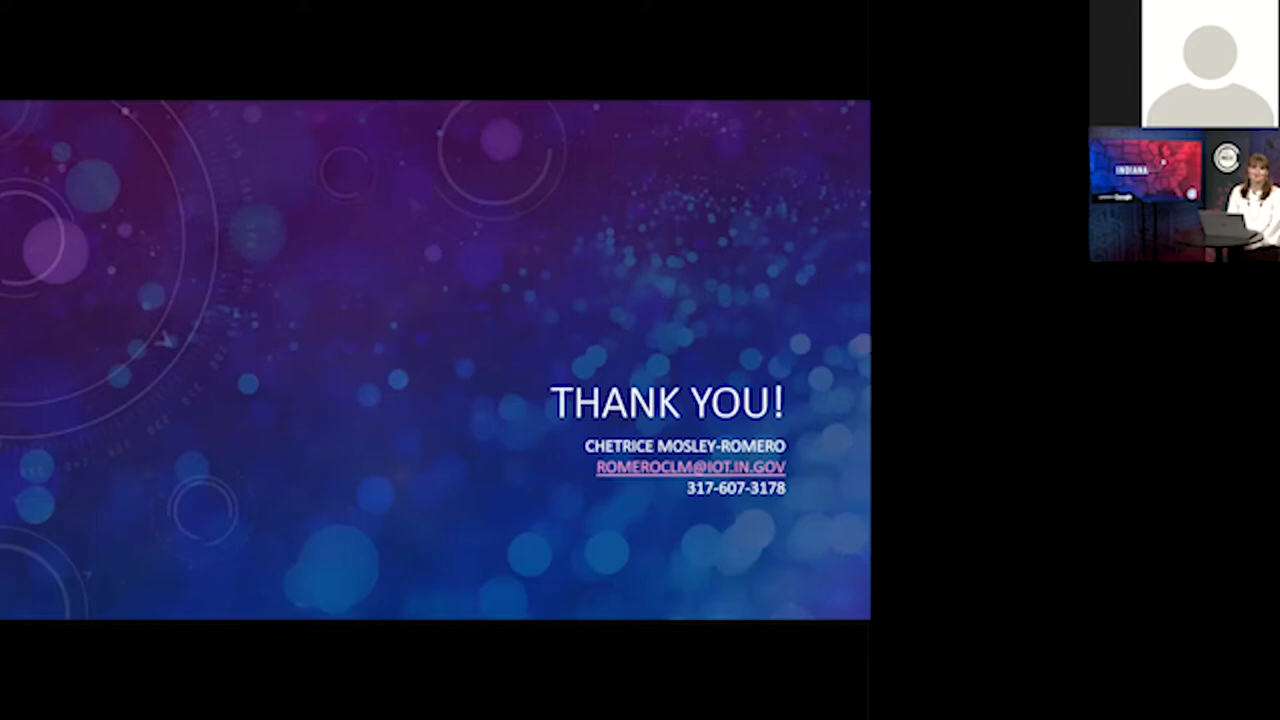 THANK YOU!
CHETRICE MOSLEY-ROMERO
ROMEROCLM@IOT.IN.GOV
317-607-3178
INDIANA